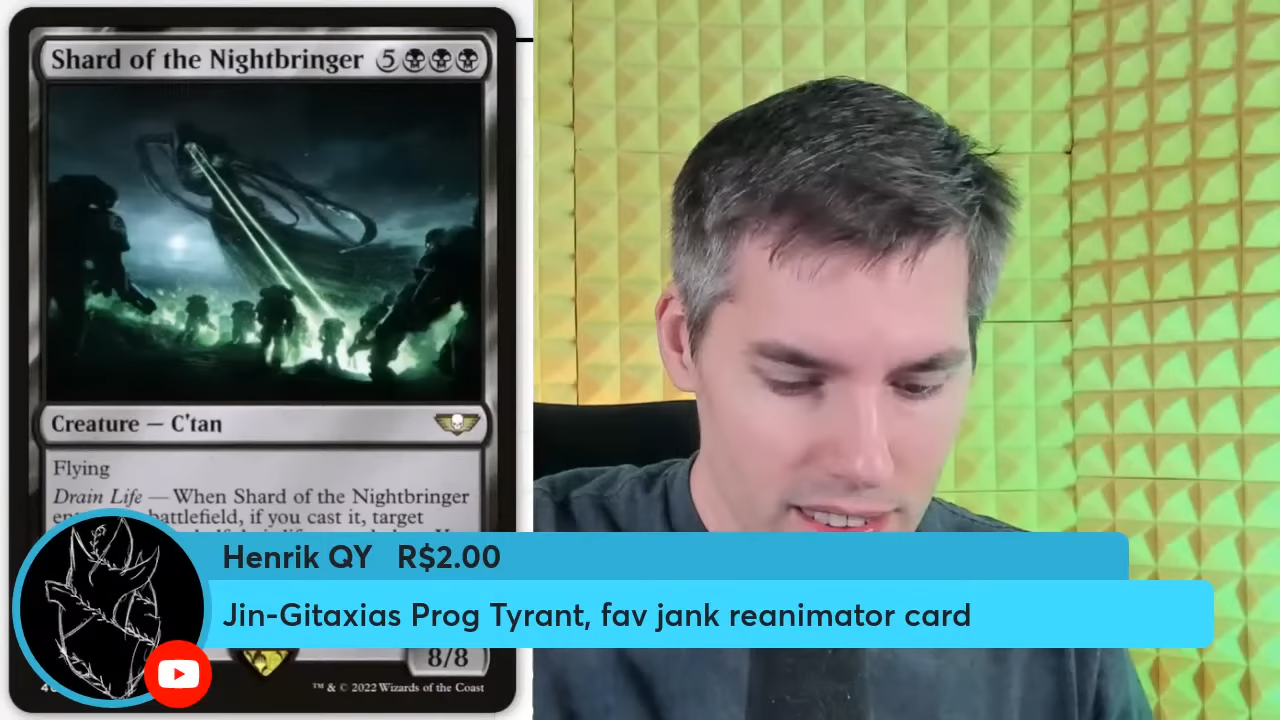 Shard of the Nightbringer 5
Creature — C'tan
Flying
Drain Life — When Shard of the Nightbringer
battlefield, if you cast it, target
Henrik QY R$2.00
Jin-Gitaxias Prog Tyrant, fav jank reanimator card
8/8
™ & © 2022 Wizards of the Coast